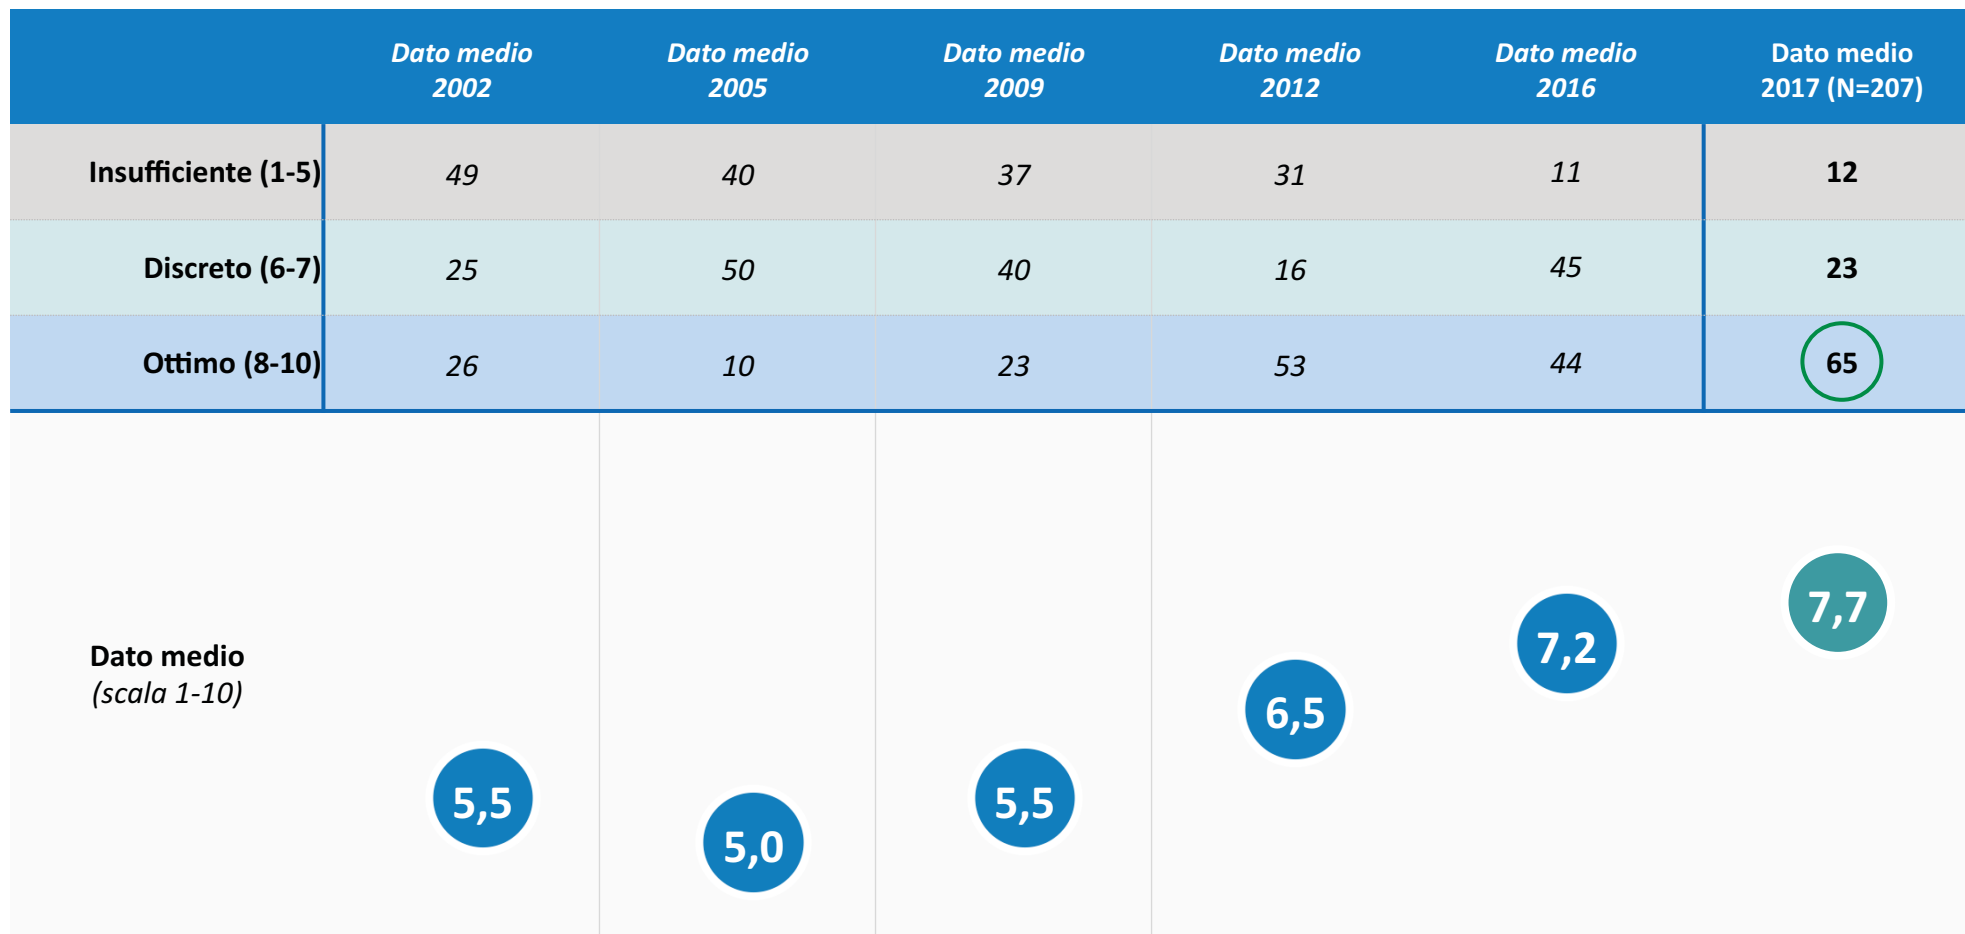 Dato medio Dato medio Dato medio Dato medio Dato medio Dato medio
2002 2005 2009 2012 2016 2017 (N=207)
Insufficiente (1-5) 49 40 37 31 11 12
Discreto (6-7) 25 50 40 16 45 23
Ottimo (8-10) 26 10 23 53 44 65
Dato medio
(scala 1-10)
5,5 5,0 5,5 6,5 7,2 7,7